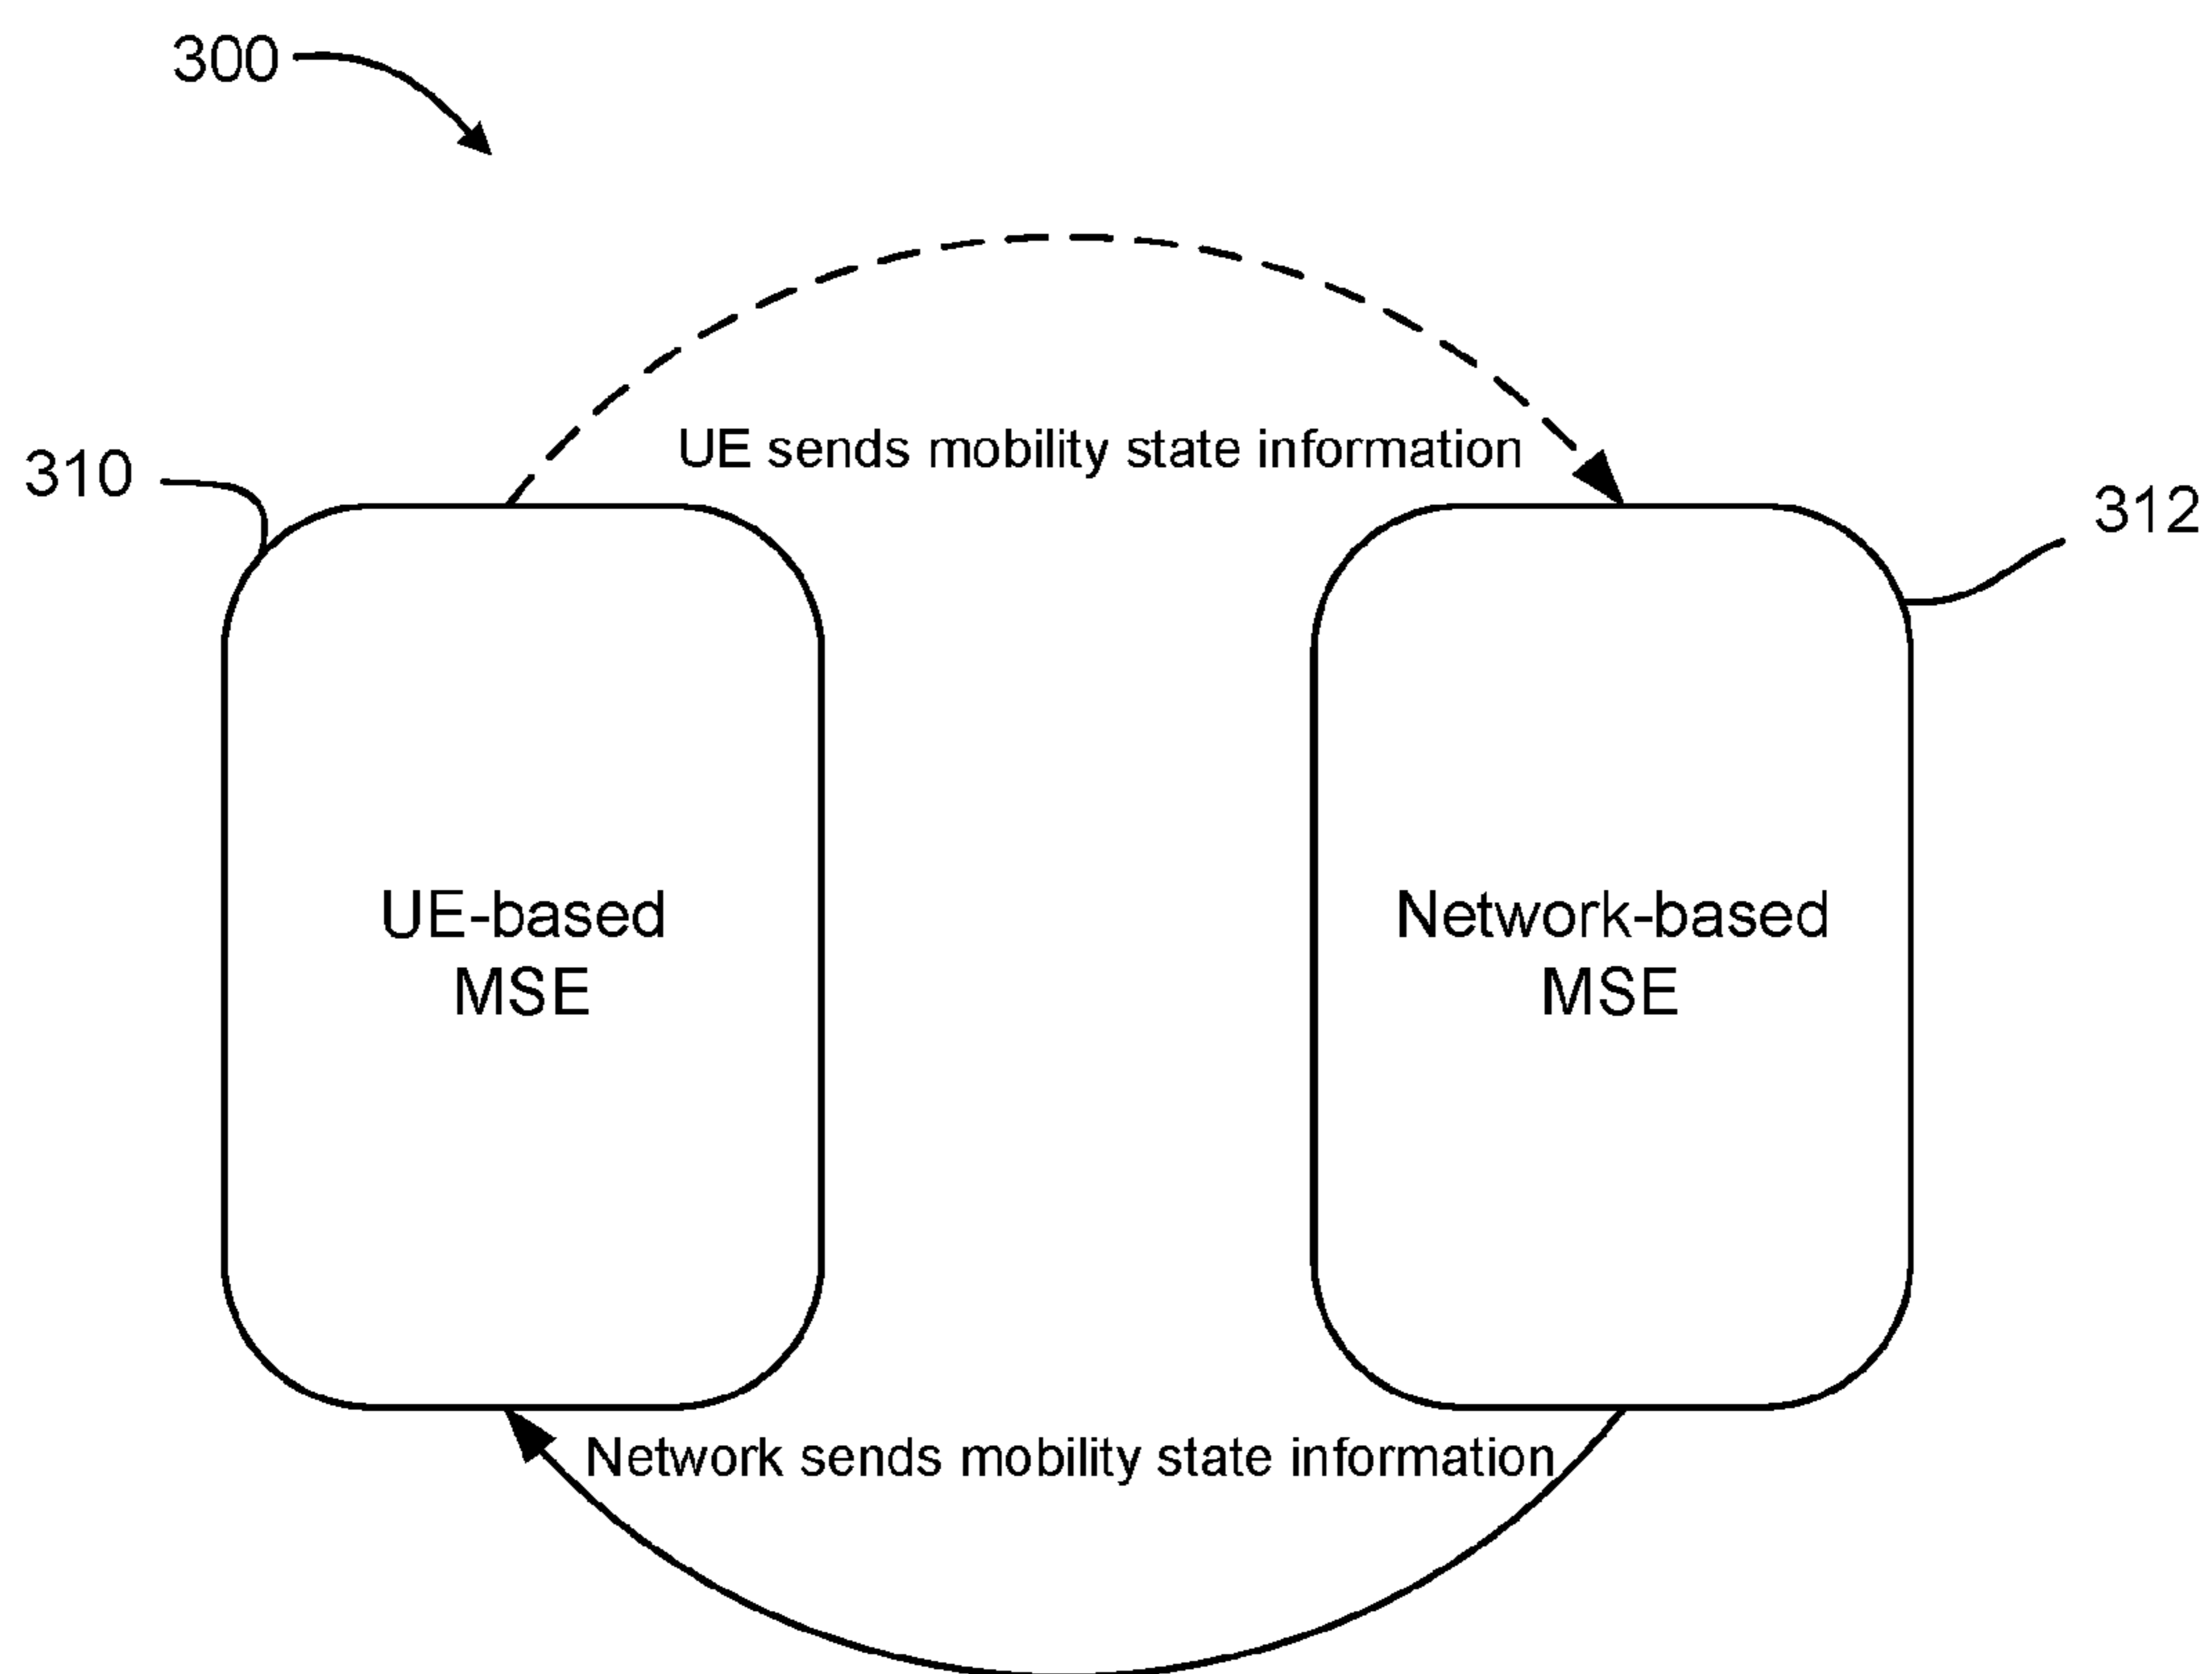 300
UE sends mobility state information
310
312
UE-based
MSE
Network-based
MSE
Network sends mobility state information